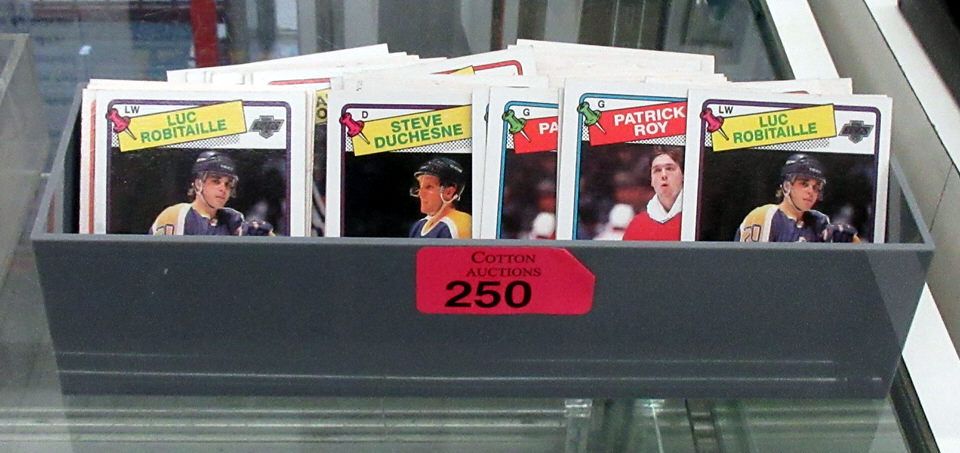 LW
LUC
ROBITAILLE
D
STEVE
DUCHESNE
G
PA
G
PATRICK
ROY
LW
LUC
ROBITAILLE
COTTON
AUCTIONS
250